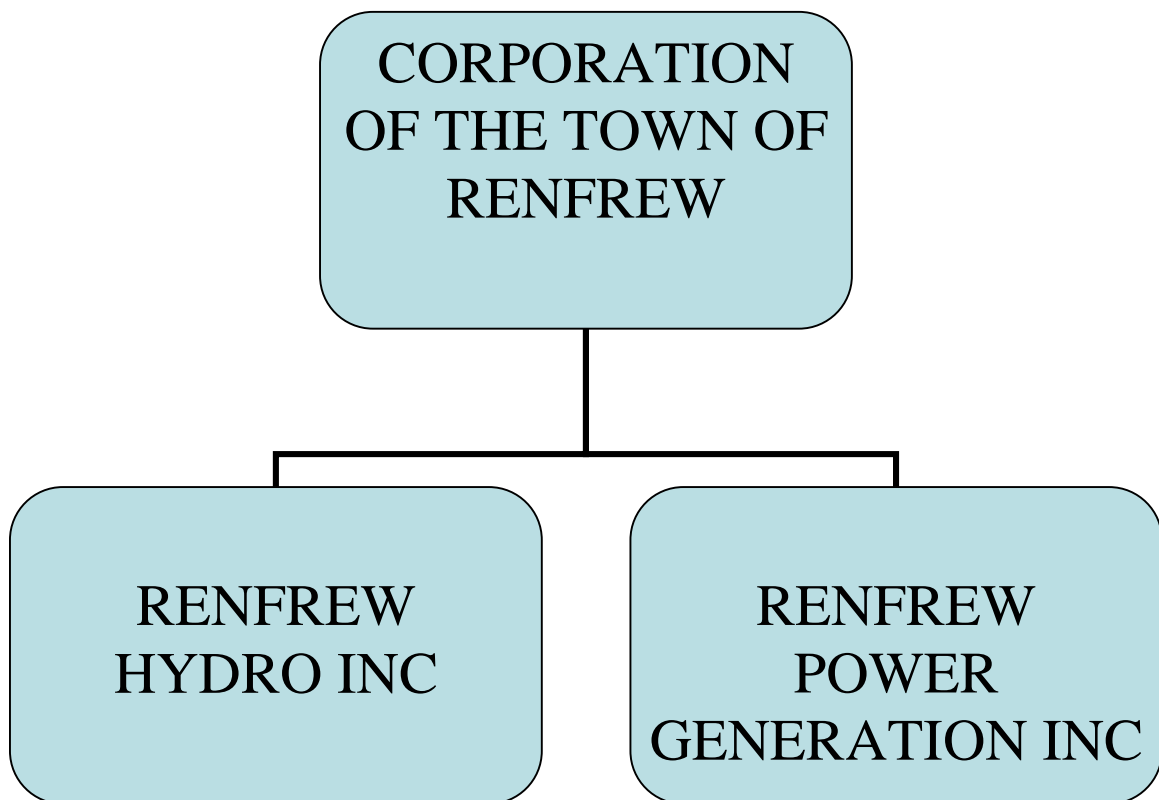 CORPORATION
OF THE TOWN OF
RENFREW
RENFREW
HYDRO INC
RENFREW
POWER
GENERATION INC